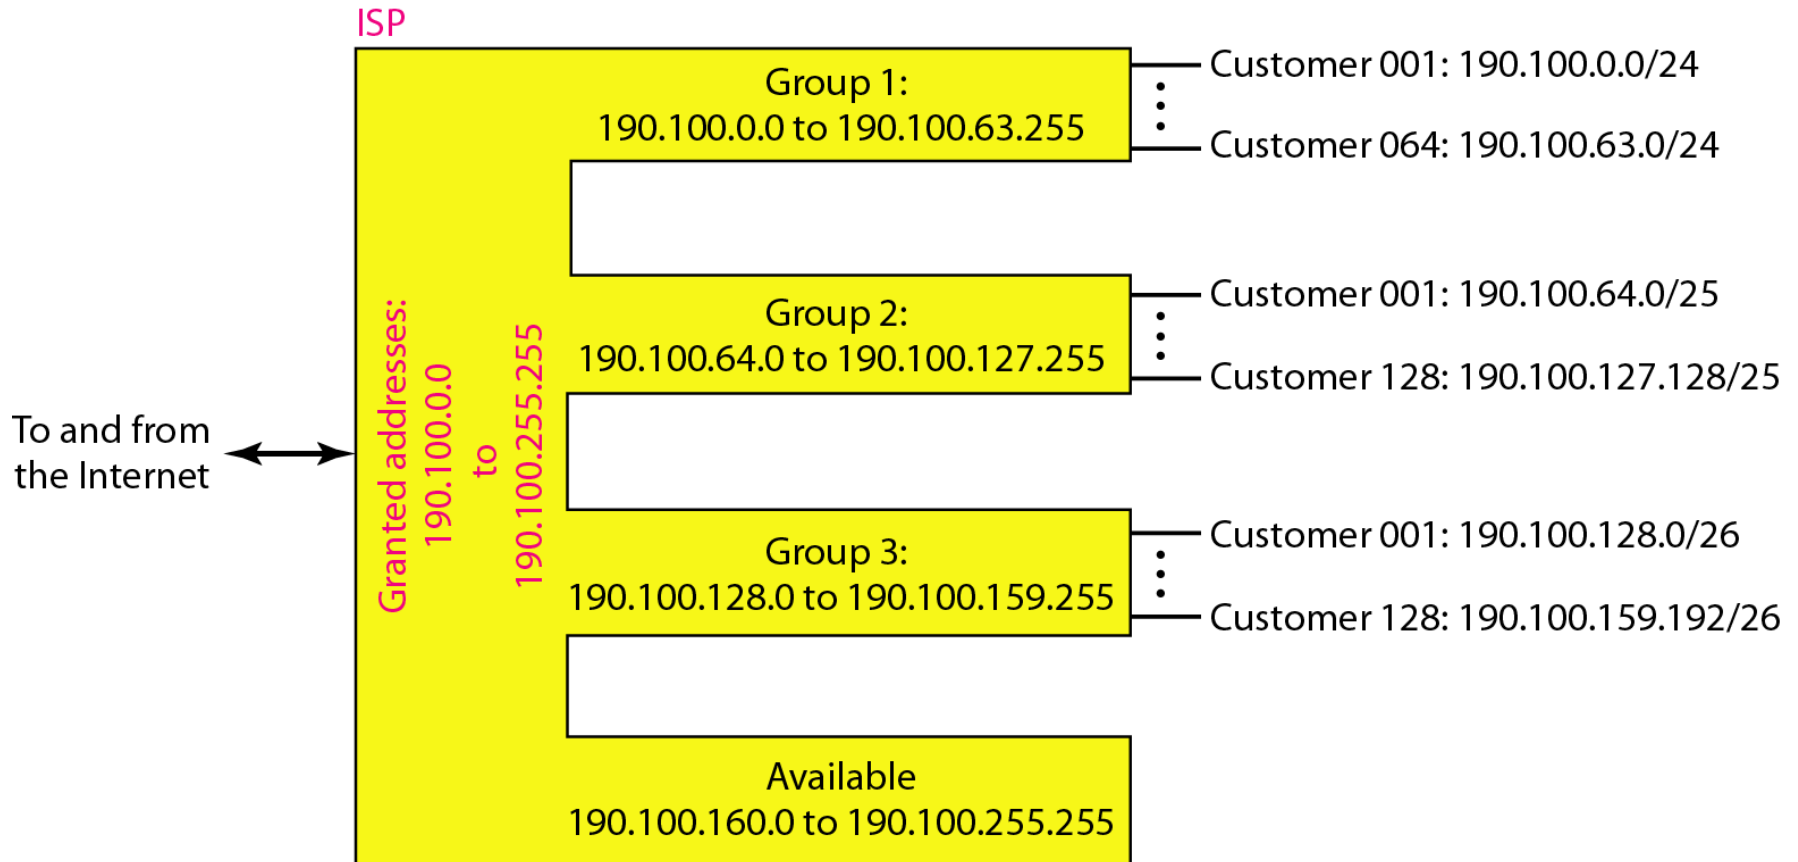 ISP
Group 1:
190.100.0.0 to 190.100.63.255
Customer 001: 190.100.0.0/24
Customer 064: 190.100.63.0/24
Group 2:
190.100.64.0 to 190.100.127.255
Customer 001: 190.100.64.0/25
Customer 128: 190.100.127.128/25
To and from
the Internet
Granted addresses:
190.100.0.0
to
190.100.255.255
Group 3:
190.100.128.0 to 190.100.159.255
Customer 001: 190.100.128.0/26
Customer 128: 190.100.159.192/26
Available
190.100.160.0 to 190.100.255.255